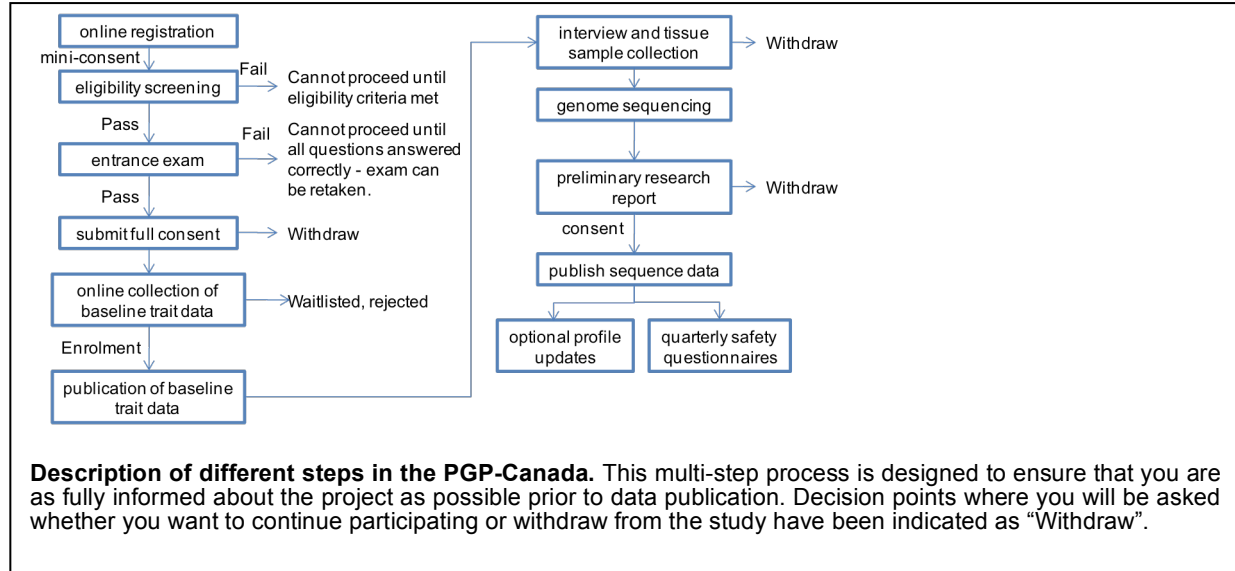 online registration
mini-consent
eligibility screening
Fail
Cannot proceed until
eligibility criteria met
Pass
entrance exam
Fail
Cannot proceed until
all questions answered
correctly - exam can
be retaken.
Pass
submit full consent
Withdraw
online collection of
baseline trait data
Waitlisted, rejected
Enrolment
publication of baseline
trait data
interview and tissue
sample collection
Withdraw
genome sequencing
preliminary research
report
Withdraw
consent
publish sequence data
optional profile
updates
quarterly safety
questionnaires
Description of different steps in the PGP-Canada. This multi-step process is designed to ensure that you are
as fully informed about the project as possible prior to data publication. Decision points where you will be asked
whether you want to continue participating or withdraw from the study have been indicated as “Withdraw”.